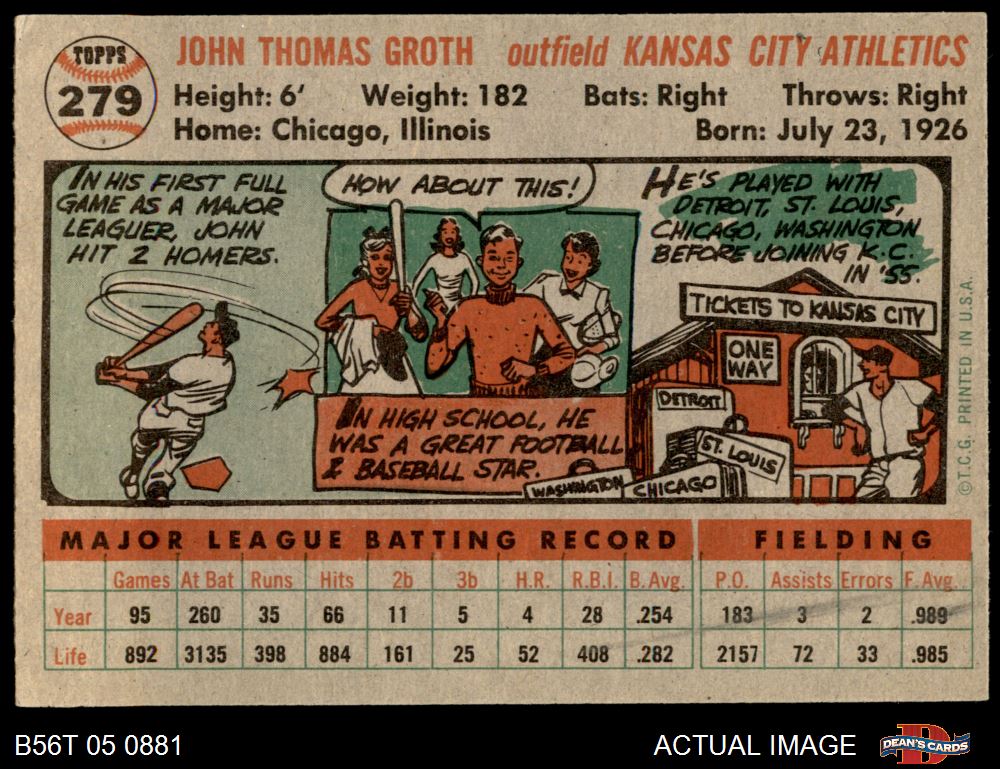 TOPPS
279
JOHN THOMAS GROTH outfield KANSAS CITY ATHLETICS
Height: 6' Weight: 182 Bats: Right Throws: Right
Home: Chicago, Illinois Born: July 23, 1926
IN HIS FIRST FULL
GAME AS A MAJOR
LEAGUER, JOHN
HIT 2 HOMERS.
HOW ABOUT THIS!
IN HIGH SCHOOL, HE
WAS A GREAT FOOTBALL
& BASEBALL STAR.
HE'S PLAYED WITH
DETROIT, ST. LOUIS,
CHICAGO, WASHINGTON
BEFORE JOINING K.C.
IN '55.
TICKETS TO KANSAS CITY
ONE
WAY
DETROIT
ST. LOUIS
WASHINGTON
CHICAGO
©T.C.G. PRINTED IN U.S.A.
MAJOR LEAGUE BATTING RECORD FIELDING
Games At Bat Runs Hits 2b 3b H.R. R.B.I. B. Avg. P.O. Assists Errors F. Avg.
Year 95 260 35 66 11 5 4 28 .254 183 3 2 .989
Life 892 3135 398 884 161 25 52 408 .282 2157 72 33 .985
B56T 05 0881
ACTUAL IMAGE
D
DEAN'S CARDS